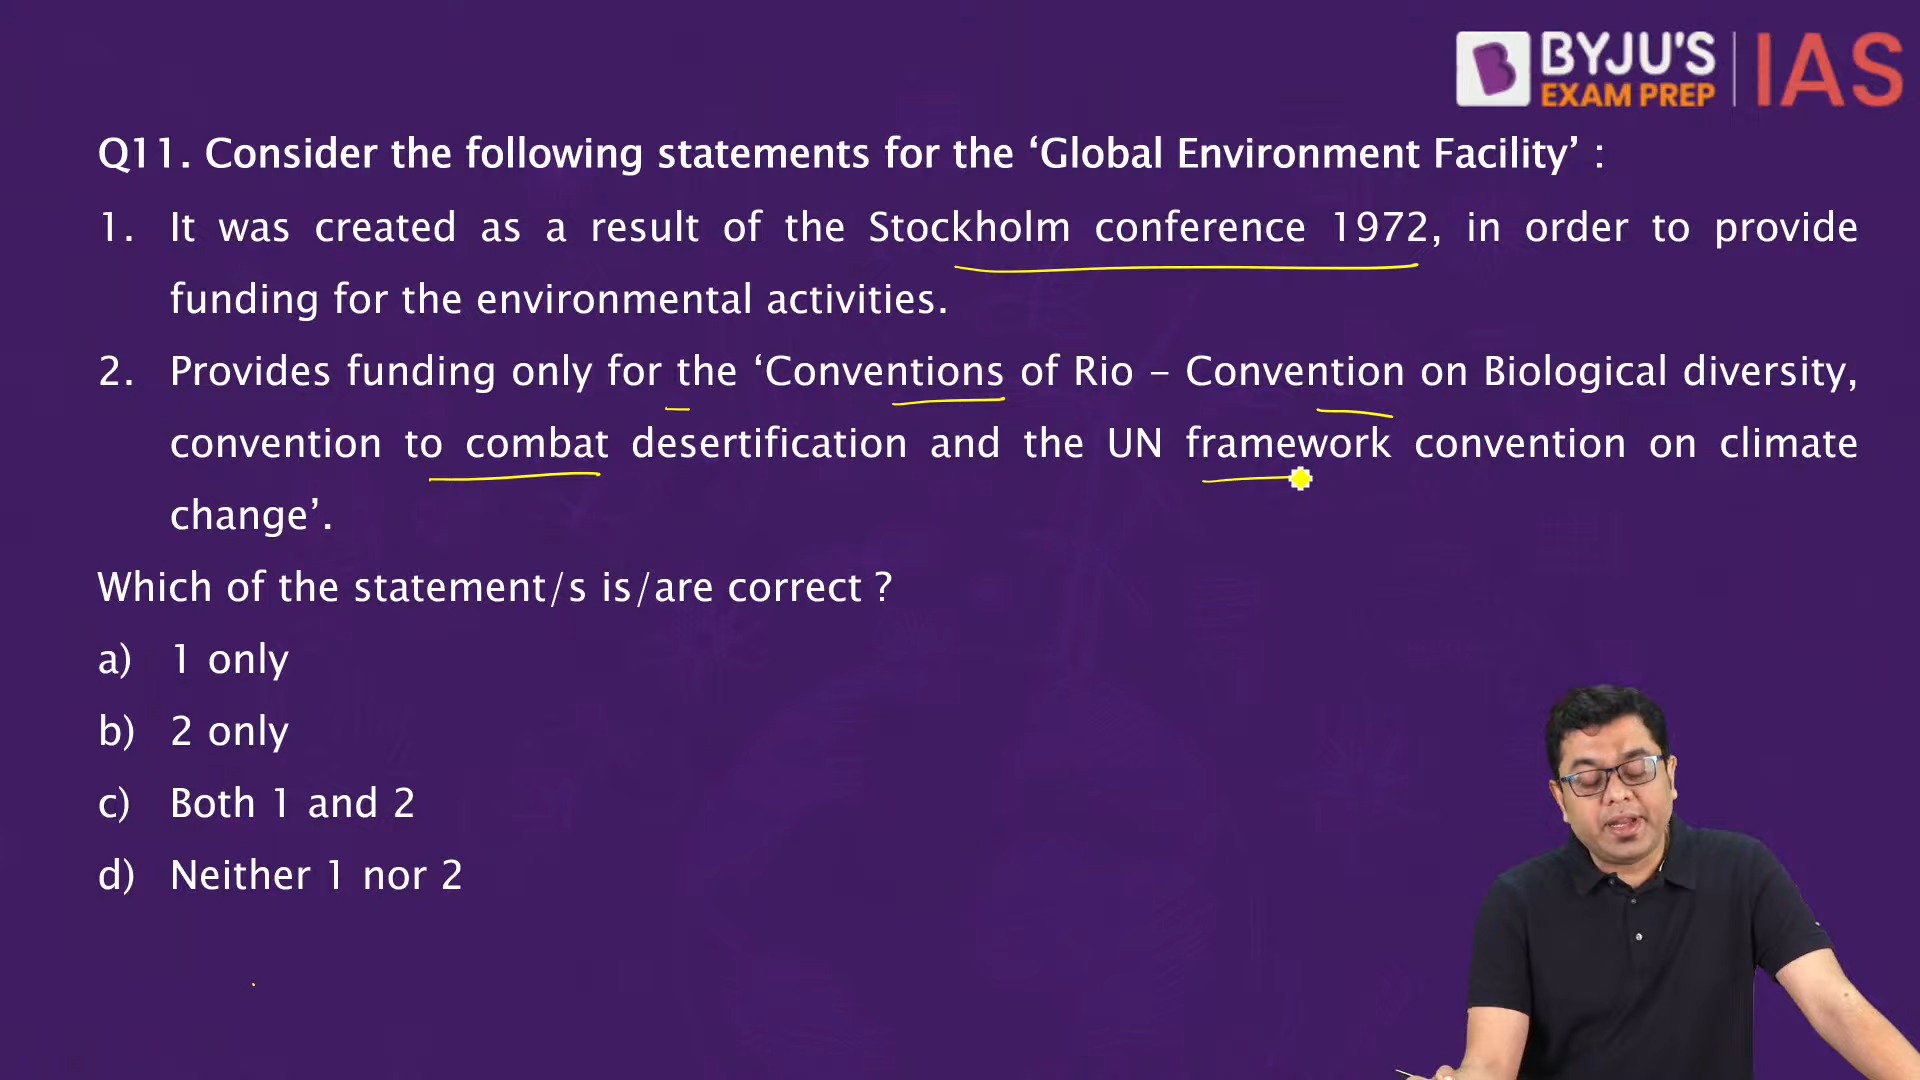 BYJU'S
EXAM PREP
IAS
Q11. Consider the following statements for the ‘Global Environment Facility’ :
1. It was created as a result of the Stockholm conference 1972, in order to provide
funding for the environmental activities.
2. Provides funding only for the ‘Conventions of Rio – Convention on Biological diversity,
convention to combat desertification and the UN framework convention on climate
change’.
Which of the statement/s is/are correct ?
a) 1 only
b) 2 only
c) Both 1 and 2
d) Neither 1 nor 2